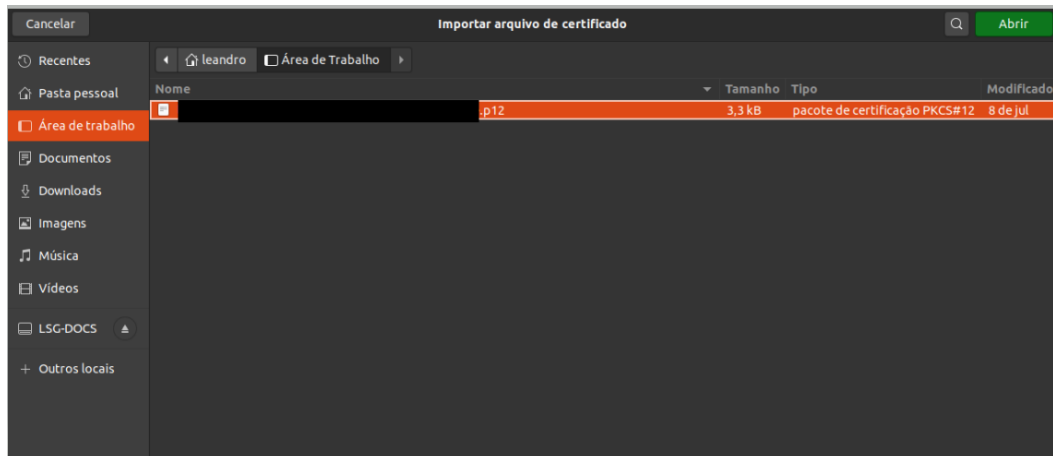 Cancelar Importar arquivo de certificado Abrir
Recentes
Pasta pessoal
Área de trabalho
Documentos
Downloads
Imagens
Música
Vídeos
LSG-DOCS
+ Outros locais
leandro Área de Trabalho
Nome Tamanho Tipo Modificado
.p12 3,3 kB pacote de certificação PKCS#12 8 de jul